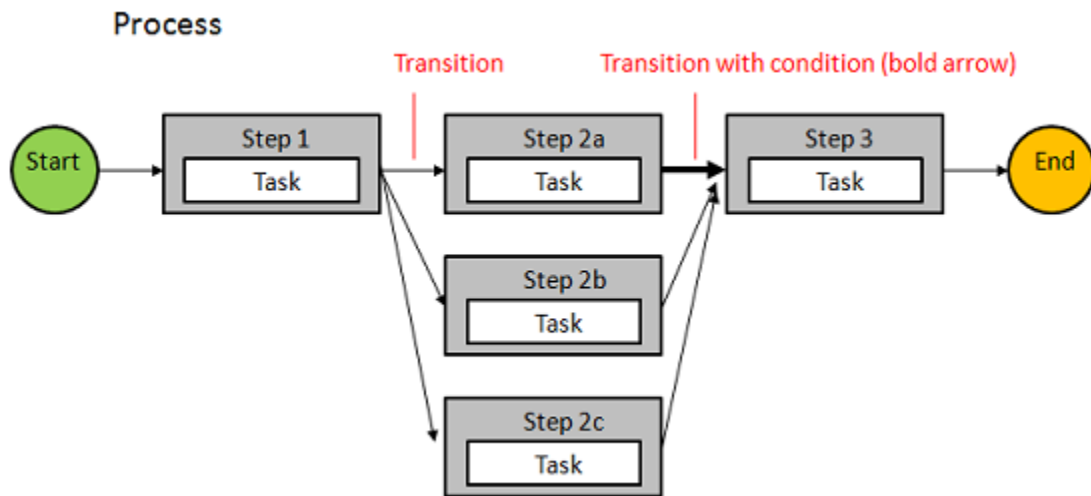 Process
Transition
Transition with condition (bold arrow)
Start
Step 1
Task
Step 2a
Task
Step 3
Task
End
Step 2b
Task
Step 2c
Task